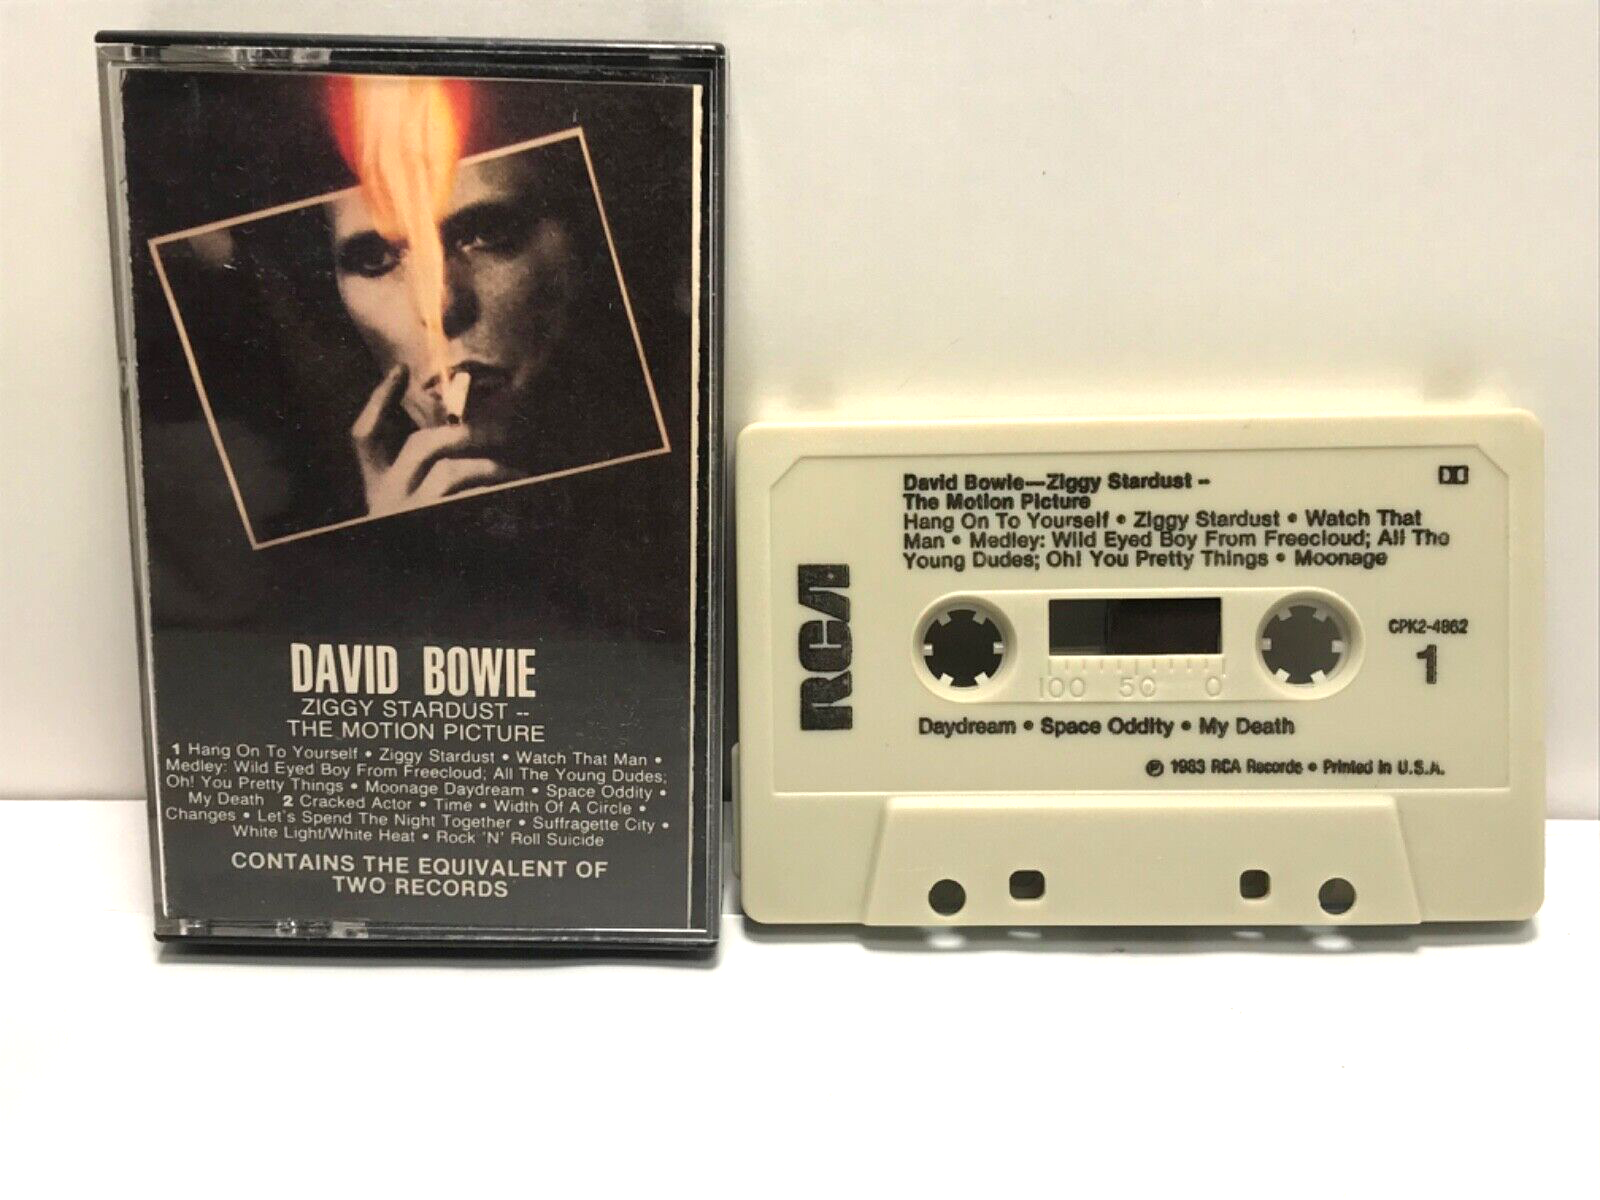 DAVID BOWIE
ZIGGY STARDUST --
THE MOTION PICTURE
1 Hang On To Yourself • Ziggy Stardust • Watch That Man •
Medley: Wild Eyed Boy From Freecloud; All The Young Dudes;
Oh! You Pretty Things • Moonage Daydream • Space Oddity •
My Death 2 Cracked Actor • Time • Width Of A Circle •
Changes • Let's Spend The Night Together • Suffragette City •
White Light/White Heat • Rock 'N' Roll Suicide
CONTAINS THE EQUIVALENT OF
TWO RECORDS
David Bowie—Ziggy Stardust --
The Motion Picture
Hang On To Yourself • Ziggy Stardust • Watch That
Man • Medley: Wild Eyed Boy From Freecloud; All The
Young Dudes; Oh! You Pretty Things • Moonage
RCA
CPK2-4862
1
100 50 0
Daydream • Space Oddity • My Death
℗ 1983 RCA Records • Printed in U.S.A.